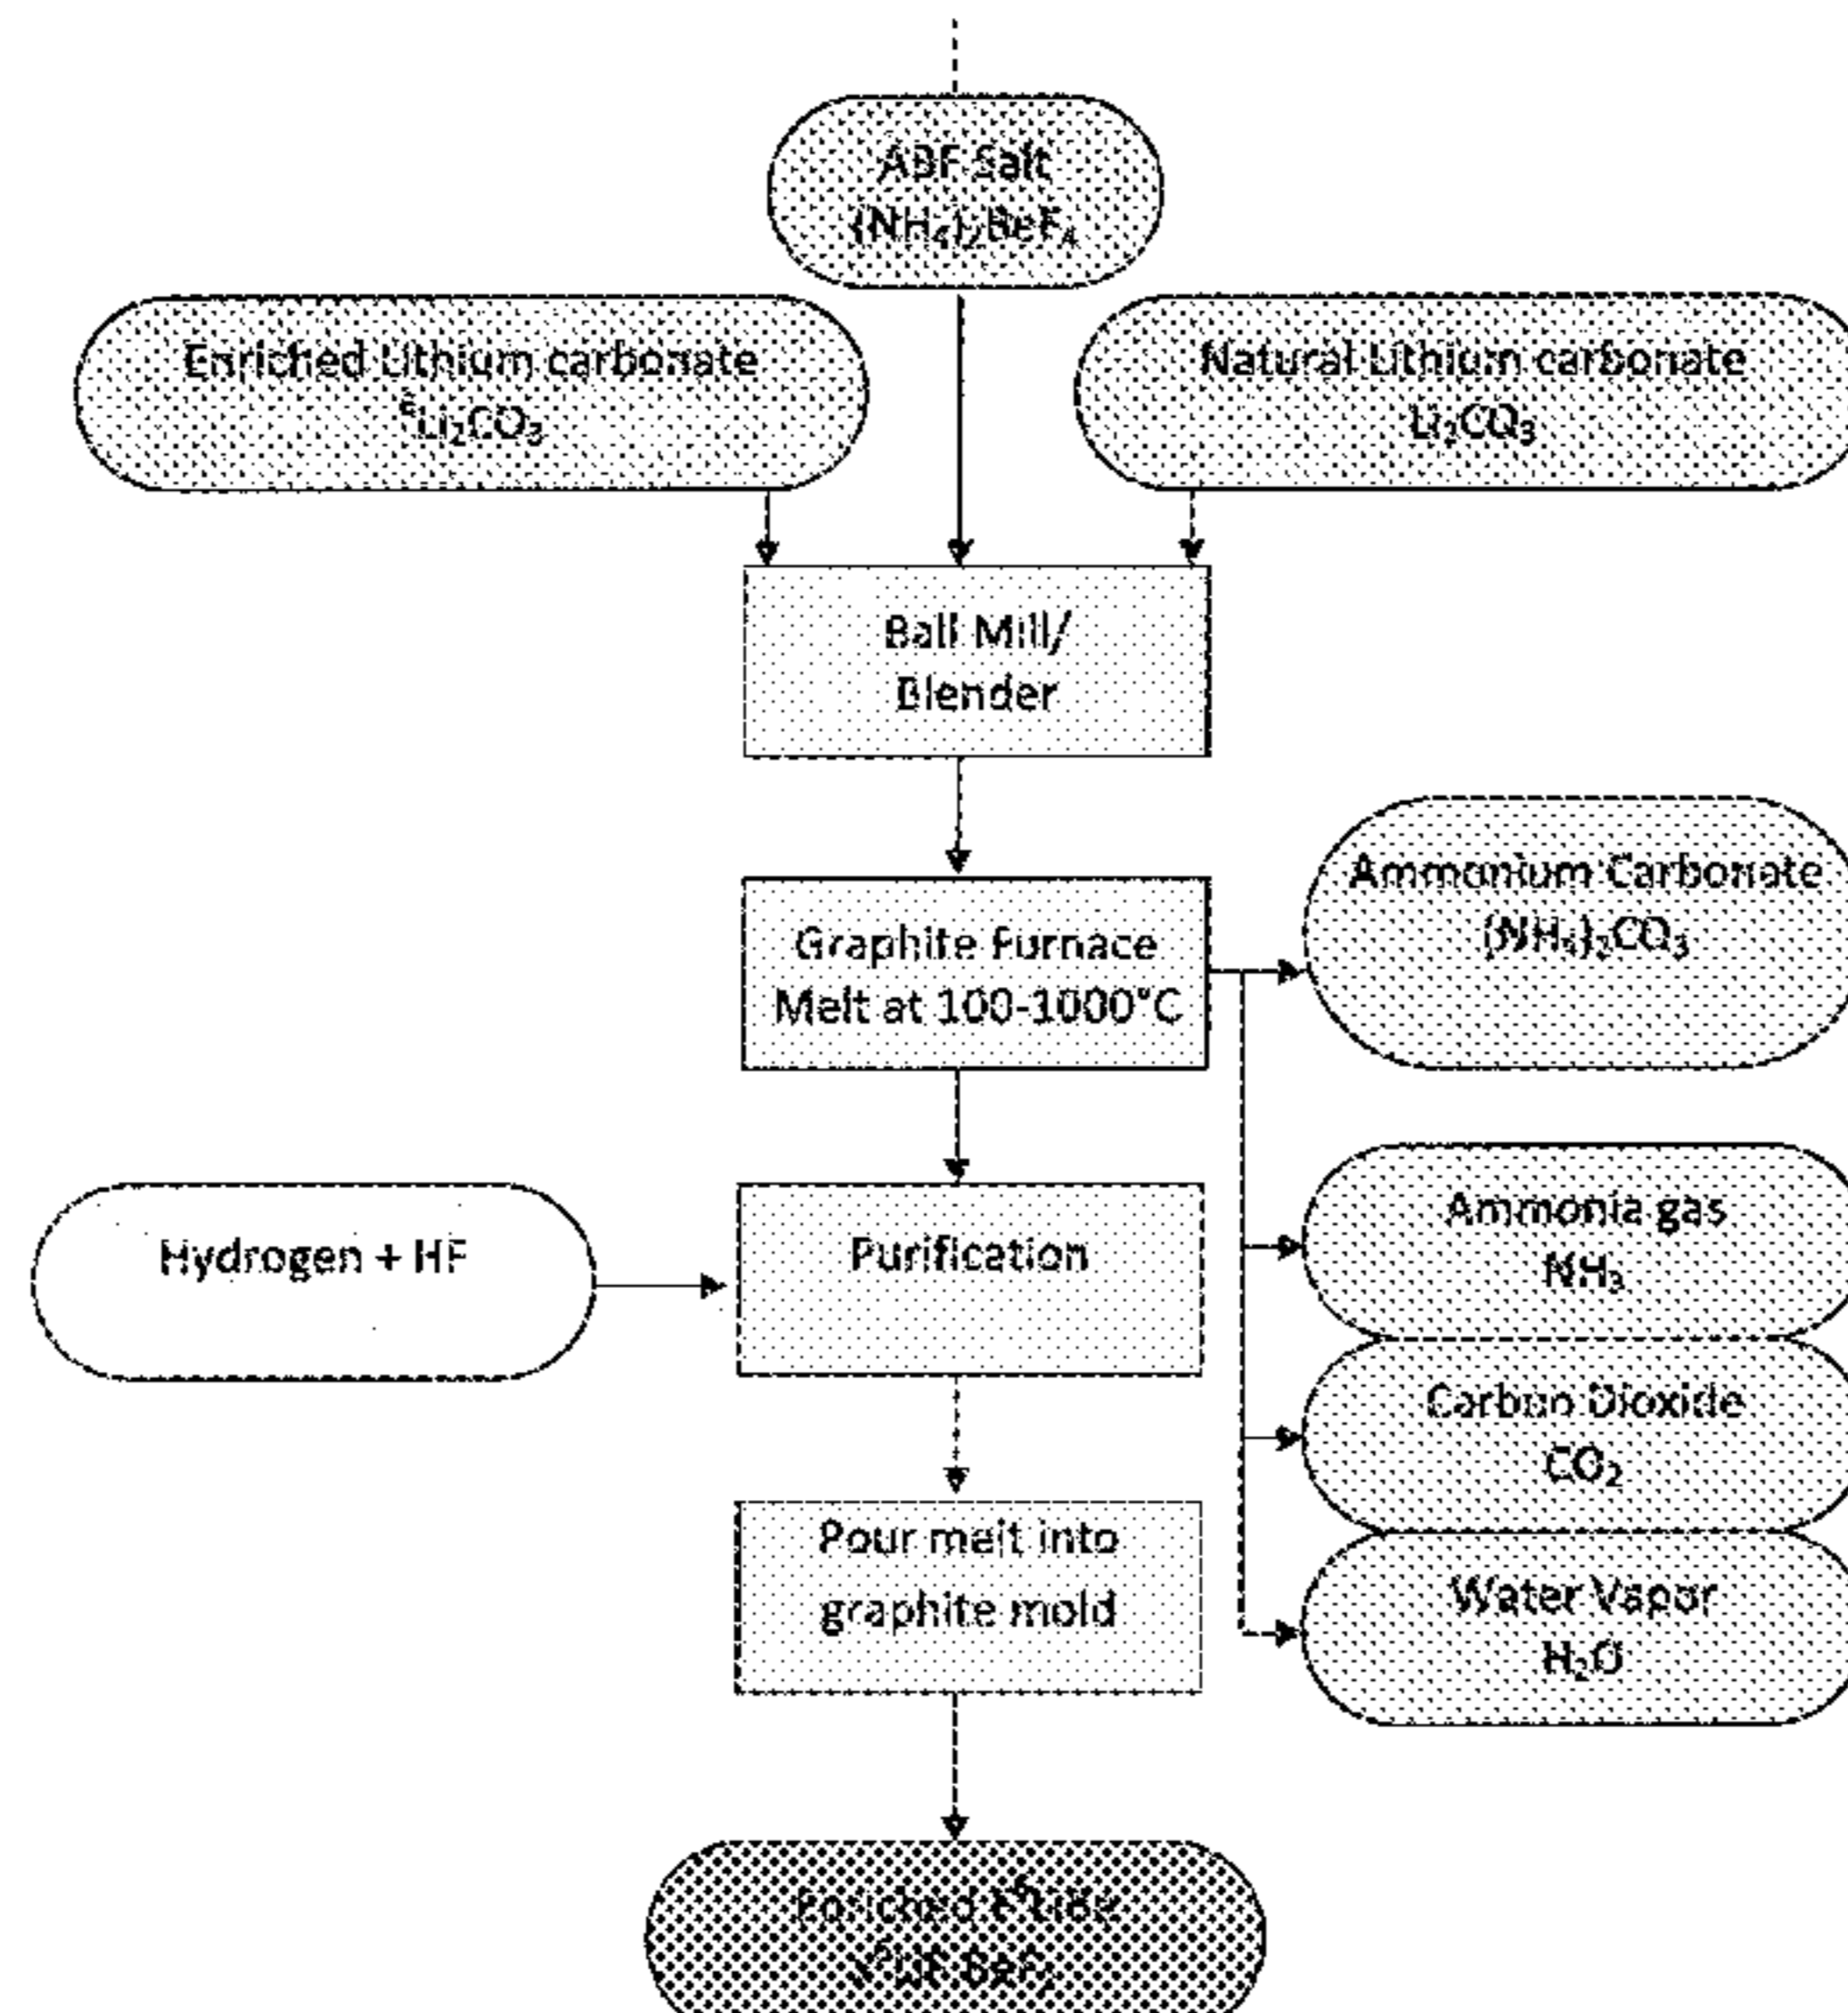 ABF Salt
(NH₄)₂BeF₄
Enriched Lithium carbonate
⁶Li₂CO₃
Natural Lithium carbonate
Li₂CO₃
Ball Mill/
Blender
Graphite Furnace
Melt at 100-1000°C
Ammonium Carbonate
(NH₄)₂CO₃
Hydrogen + HF
Purification
Ammonia gas
NH₃
Carbon Dioxide
CO₂
Pour melt into
graphite mold
Water Vapor
H₂O
Enriched F⁶LiBe